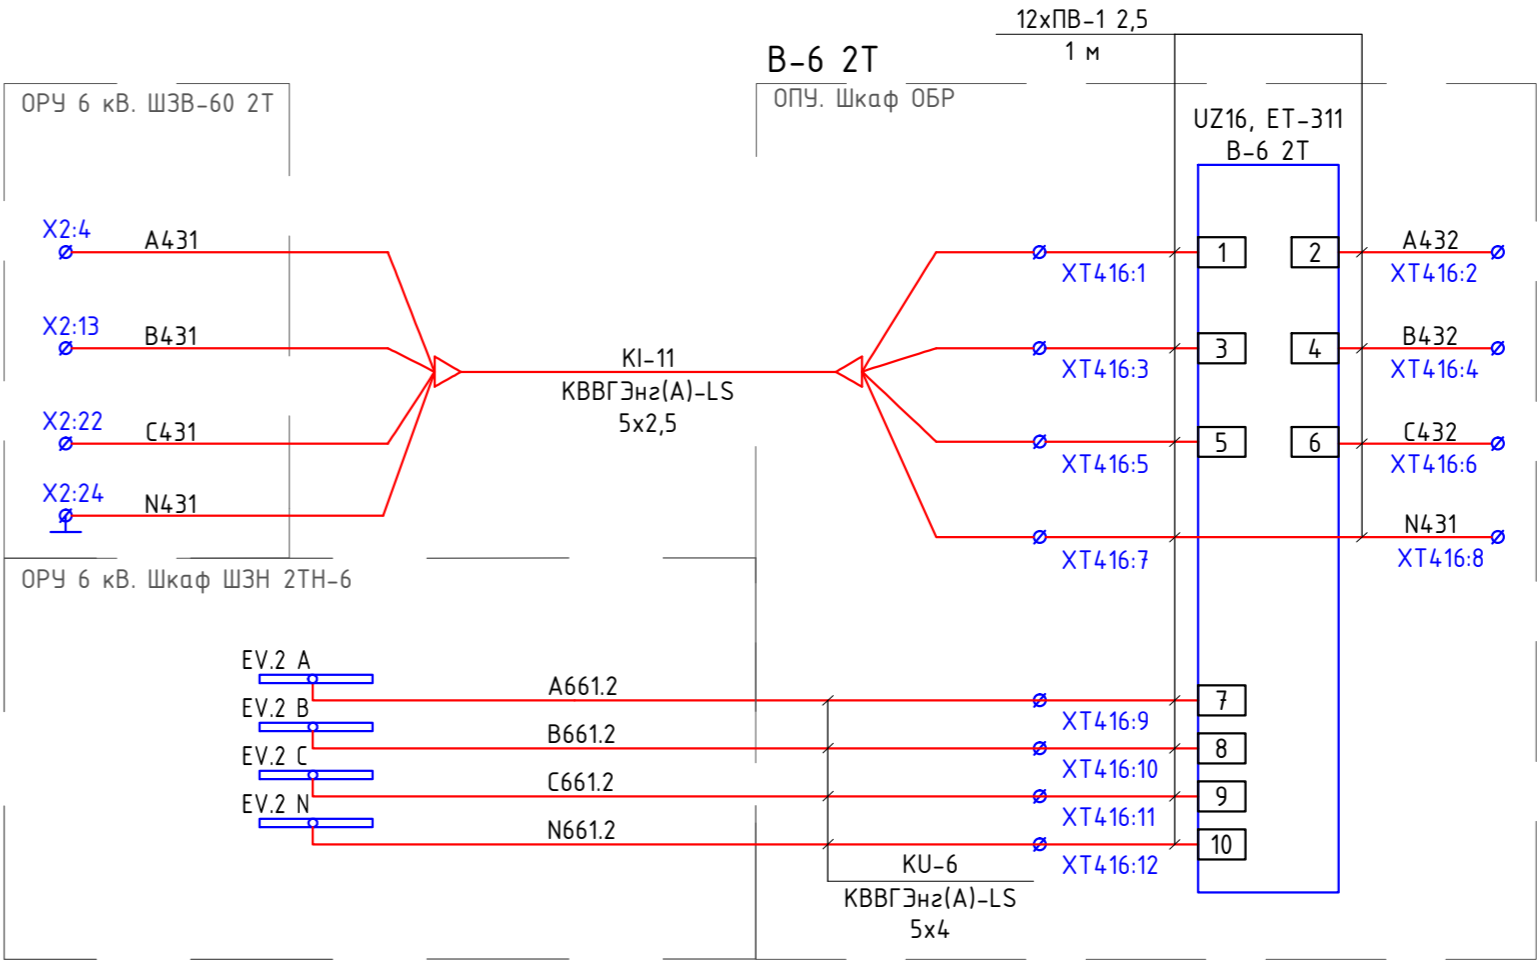 12хПВ-1 2,5
1 м
В-6 2Т
ОРУ 6 кВ. ШЗВ-60 2Т
ОПУ. Шкаф ОБР
UZ16, ET-311
В-6 2Т
X2:4
A431
1
2
A432
XT416:1
XT416:2
X2:13
B431
3
4
B432
XT416:3
XT416:4
KI-11
КВВГЭнг(А)-LS
5х2,5
X2:22
C431
5
6
C432
XT416:5
XT416:6
X2:24
N431
N431
XT416:7
XT416:8
ОРУ 6 кВ. Шкаф ШЗН 2ТН-6
EV.2 A
A661.2
7
XT416:9
EV.2 B
B661.2
8
XT416:10
EV.2 C
C661.2
9
XT416:11
EV.2 N
N661.2
10
XT416:12
KU-6
КВВГЭнг(А)-LS
5х4